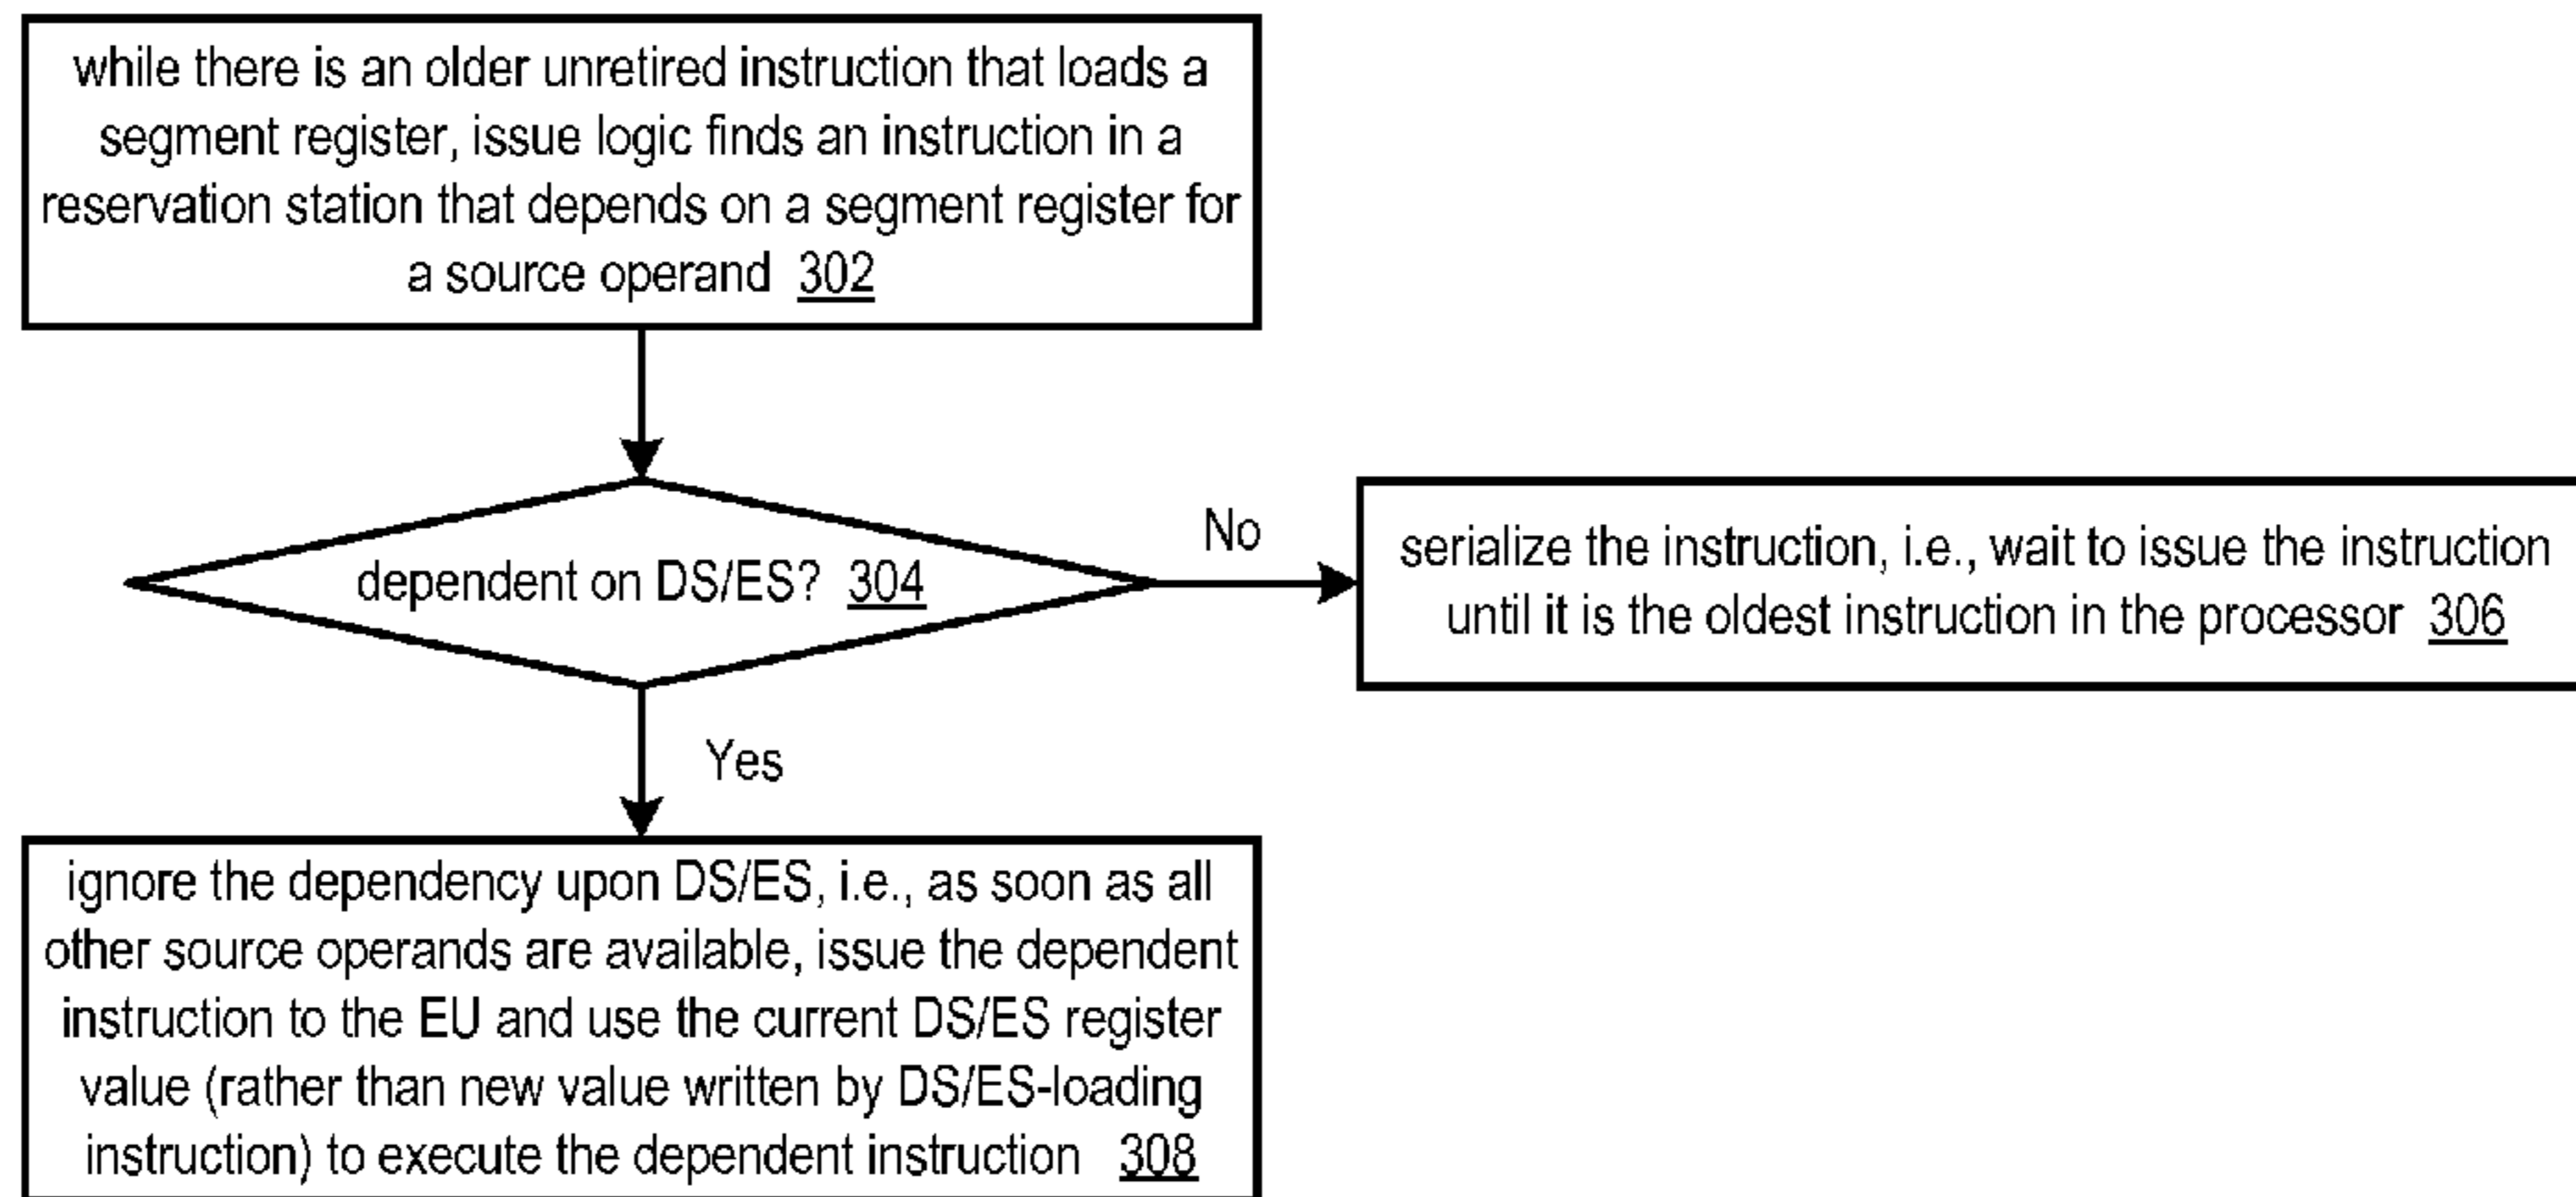 while there is an older unretired instruction that loads a
segment register, issue logic finds an instruction in a
reservation station that depends on a segment register for
a source operand 302
dependent on DS/ES? 304
No
serialize the instruction, i.e., wait to issue the instruction
until it is the oldest instruction in the processor 306
Yes
ignore the dependency upon DS/ES, i.e., as soon as all
other source operands are available, issue the dependent
instruction to the EU and use the current DS/ES register
value (rather than new value written by DS/ES-loading
instruction) to execute the dependent instruction 308